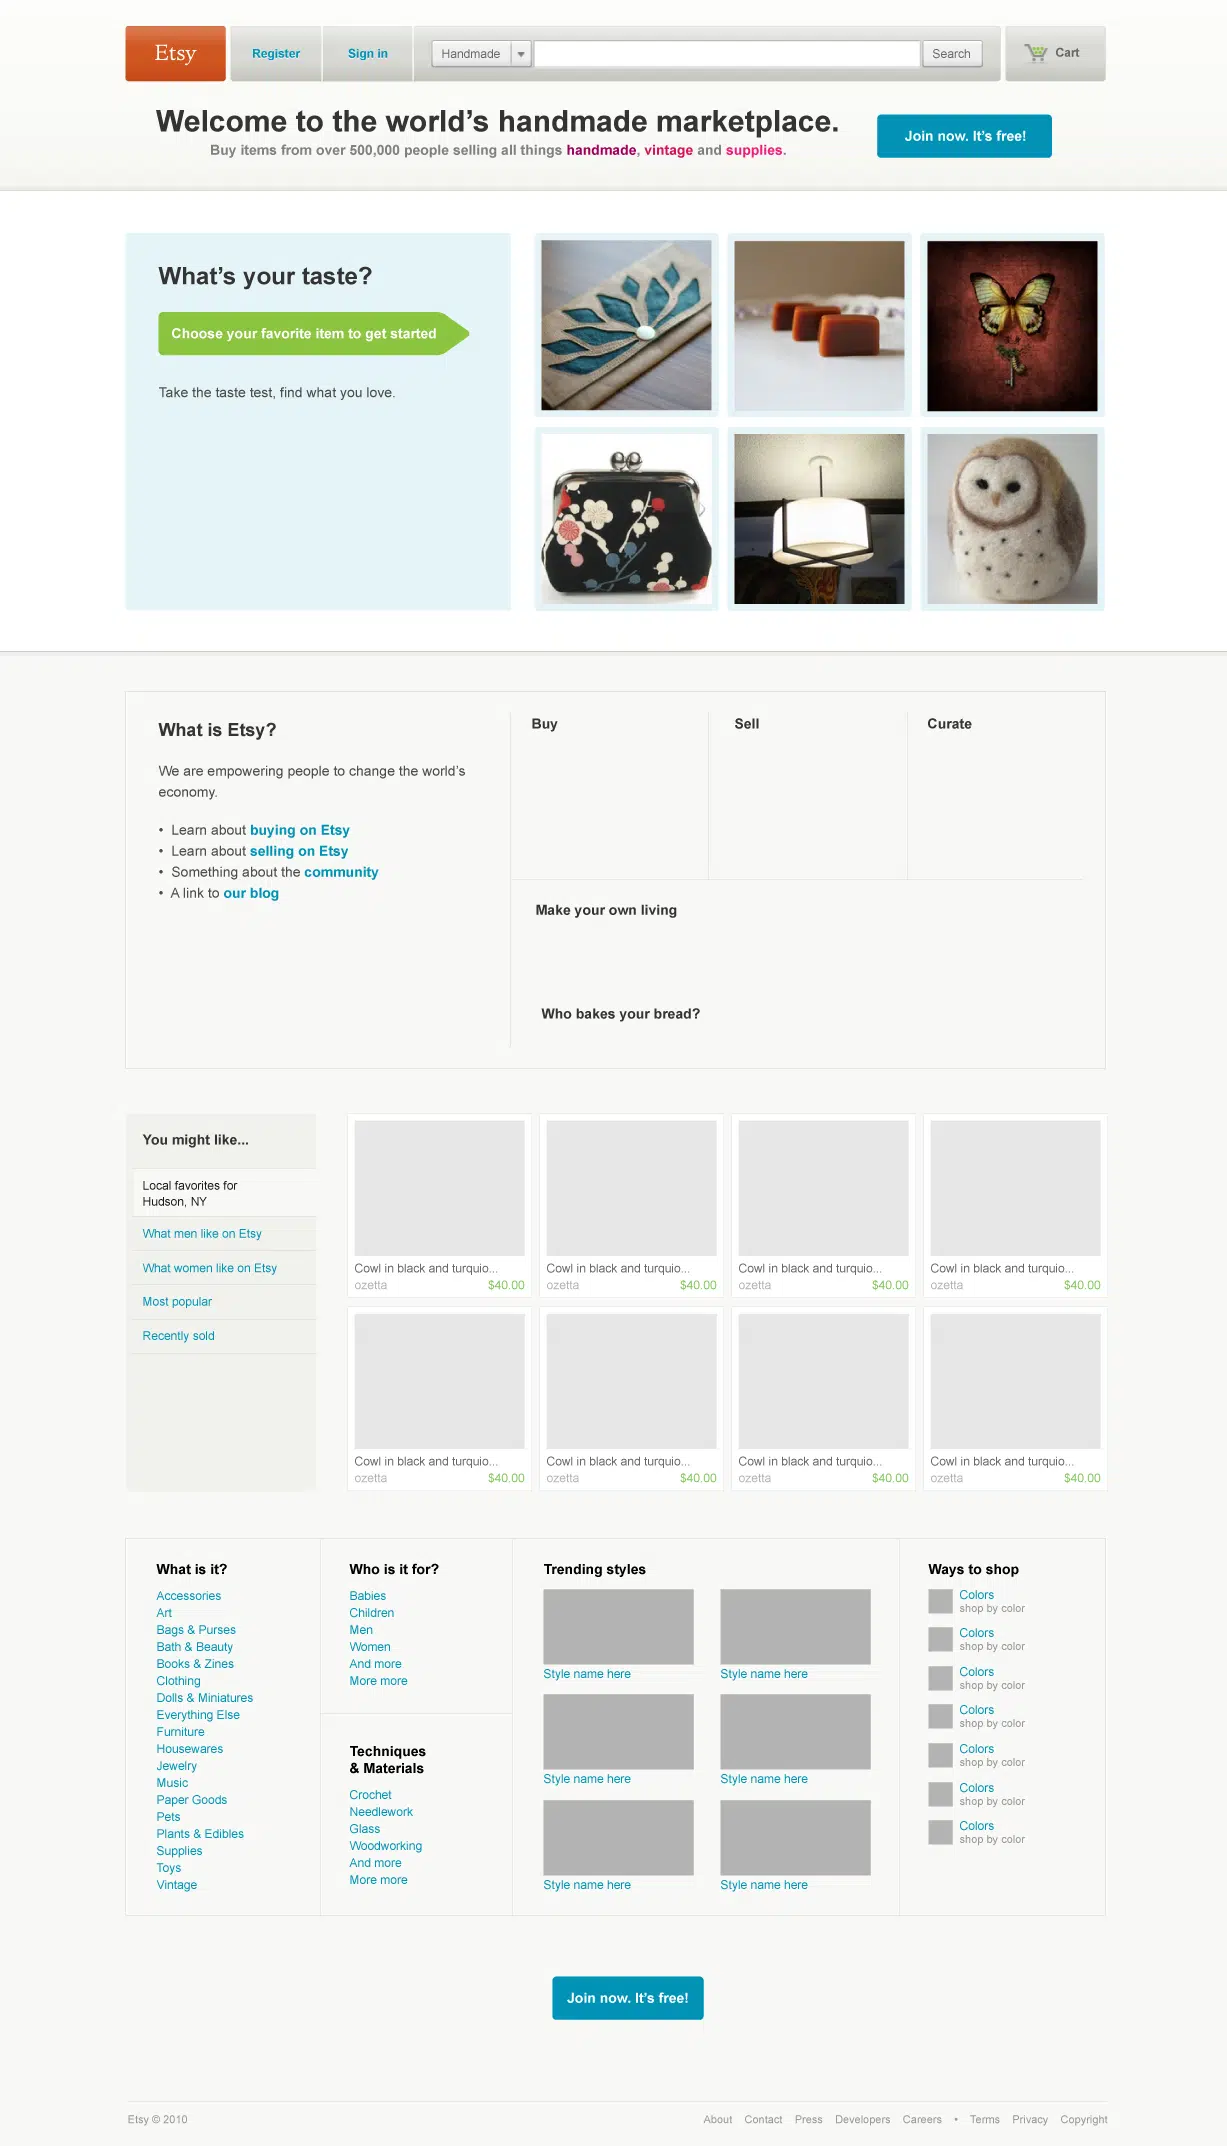 Etsy
Register
Sign in
Handmade
Search
Cart
Welcome to the world’s handmade marketplace.
Buy items from over 500,000 people selling all things handmade, vintage and supplies.
Join now. It’s free!
What’s your taste?
Choose your favorite item to get started
Take the taste test, find what you love.
What is Etsy?
We are empowering people to change the world’s
economy.
• Learn about buying on Etsy
• Learn about selling on Etsy
• Something about the community
• A link to our blog
Buy
Sell
Curate
Make your own living
Who bakes your bread?
You might like...
Local favorites for
Hudson, NY
What men like on Etsy
What women like on Etsy
Most popular
Recently sold
Cowl in black and turquio...
ozetta $40.00
Cowl in black and turquio...
ozetta $40.00
Cowl in black and turquio...
ozetta $40.00
Cowl in black and turquio...
ozetta $40.00
Cowl in black and turquio...
ozetta $40.00
Cowl in black and turquio...
ozetta $40.00
Cowl in black and turquio...
ozetta $40.00
Cowl in black and turquio...
ozetta $40.00
What is it?
Accessories
Art
Bags & Purses
Bath & Beauty
Books & Zines
Clothing
Dolls & Miniatures
Everything Else
Furniture
Housewares
Jewelry
Music
Paper Goods
Pets
Plants & Edibles
Supplies
Toys
Vintage
Who is it for?
Babies
Children
Men
Women
And more
More more
Techniques
& Materials
Crochet
Needlework
Glass
Woodworking
And more
More more
Trending styles
Style name here
Style name here
Style name here
Style name here
Style name here
Style name here
Ways to shop
Colors
shop by color
Colors
shop by color
Colors
shop by color
Colors
shop by color
Colors
shop by color
Colors
shop by color
Colors
shop by color
Join now. It’s free!
Etsy © 2010
About Contact Press Developers Careers • Terms Privacy Copyright